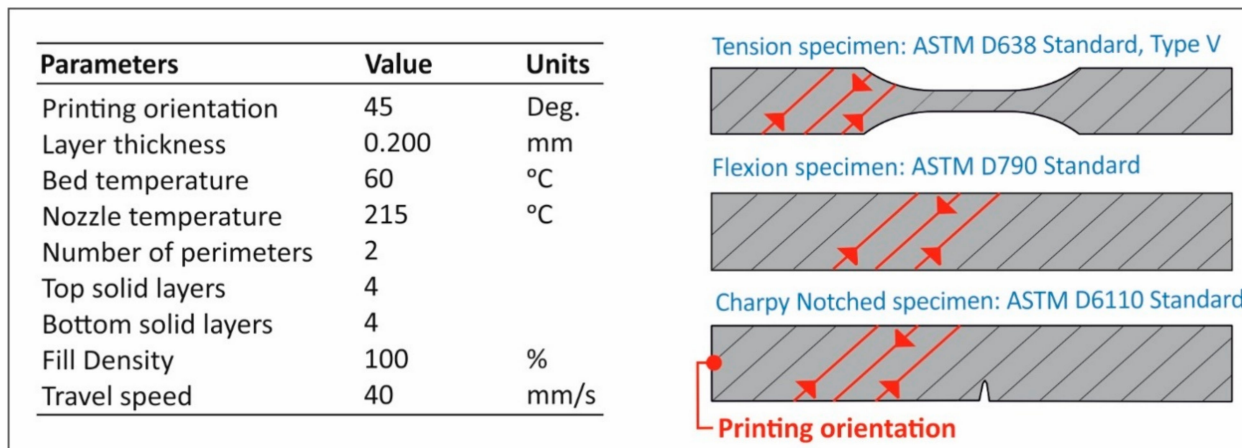 Parameters Value Units
Printing orientation 45 Deg.
Layer thickness 0.200 mm
Bed temperature 60 ºC
Nozzle temperature 215 ºC
Number of perimeters 2
Top solid layers 4
Bottom solid layers 4
Fill Density 100 %
Travel speed 40 mm/s
Tension specimen: ASTM D638 Standard, Type V
Flexion specimen: ASTM D790 Standard
Charpy Notched specimen: ASTM D6110 Standard
Printing orientation